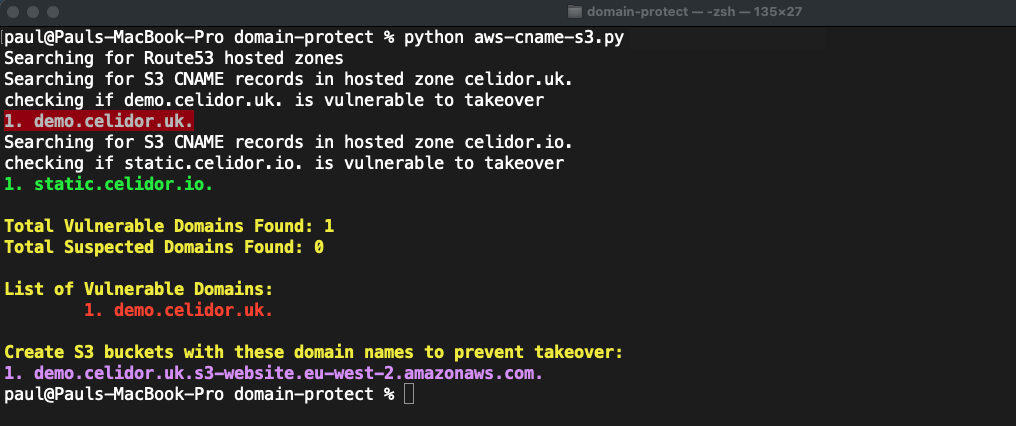 domain-protect — -zsh — 135×27
paul@Pauls-MacBook-Pro domain-protect % python aws-cname-s3.py
Searching for Route53 hosted zones
Searching for S3 CNAME records in hosted zone celidor.uk.
checking if demo.celidor.uk. is vulnerable to takeover
1. demo.celidor.uk.
Searching for S3 CNAME records in hosted zone celidor.io.
checking if static.celidor.io. is vulnerable to takeover
1. static.celidor.io.
Total Vulnerable Domains Found: 1
Total Suspected Domains Found: 0
List of Vulnerable Domains:
1. demo.celidor.uk.
Create S3 buckets with these domain names to prevent takeover:
1. demo.celidor.uk.s3-website.eu-west-2.amazonaws.com.
paul@Pauls-MacBook-Pro domain-protect %